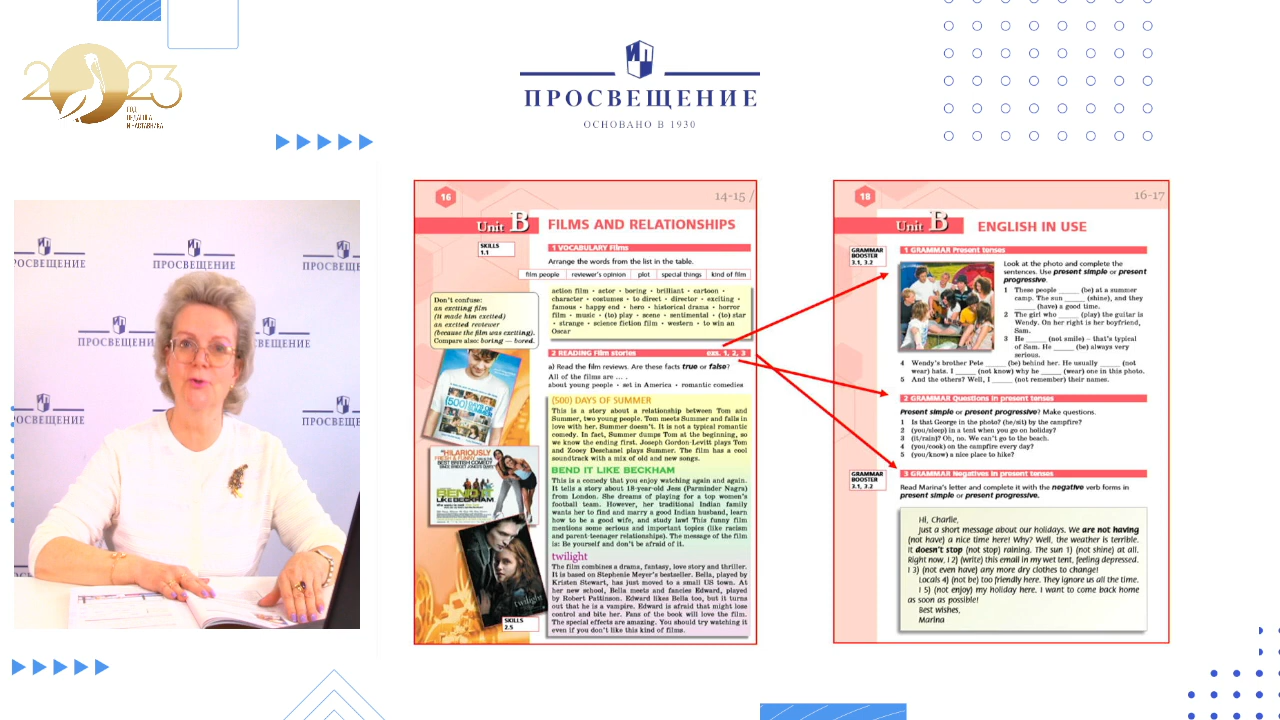 2023
ГОД
ПЕДАГОГА
И НАСТАВНИКА
ПРОСВЕЩЕНИЕ
ОСНОВАНО В 1930
РОСВЕЩЕНИЕ
ПРОСВЕЩЕНИЕ
ПРОСВЕЩ
16
14-15 /
Unit B
FILMS AND RELATIONSHIPS
SKILLS
1.1
1 VOCABULARY Films
Arrange the words from the list in the table.
film people
reviewer's opinion
plot
special things
kind of film
action film • actor • boring • brilliant • cartoon •
character • costumes • to direct • director • exciting •
famous • happy end • hero • historical drama • horror
film • music • (to) play • scene • sentimental • (to) star
• strange • science fiction film • western • to win an
Oscar
Don't confuse:
an exciting film
(it made him excited)
an excited reviewer
(because the film was exciting).
Compare also: boring — bored.
2 READING Film stories
exs. 1, 2, 3
a) Read the film reviews. Are these facts true or false?
All of the films are ... .
about young people • set in America • romantic comedies
(500) DAYS OF SUMMER
This is a story about a relationship between Tom and
Summer, two young people. Tom meets Summer and falls in
love with her. Summer doesn't. It is not a typical romantic
comedy. In fact, Summer dumps Tom at the beginning, so
we know the ending first. Joseph Gordon-Levitt plays Tom
and Zooey Deschanel plays Summer. The film has a cool
soundtrack with a mix of old and new songs.
BEND IT LIKE BECKHAM
This is a comedy that you enjoy watching again and again.
It tells a story about 18-year-old Jess (Parminder Nagra)
from London. She dreams of playing for a top women's
football team. However, her traditional Indian family
wants her to find and marry a good Indian husband, learn
how to be a good wife, and study law! This funny film
mentions some serious and important topics (like racism
and parent-teenager relationships). The message of the film
is: Be yourself and don't be afraid of it.
twilight
The film combines a drama, fantasy, love story and thriller.
It is based on Stephenie Meyer's bestseller. Bella, played by
Kristen Stewart, has just moved to a small US town. At
her new school, Bella meets and fancies Edward, played
by Robert Pattinson. Edward likes Bella too, but it turns
out that he is a vampire. Edward is afraid that might lose
control and bite her. Fans of the book will love the film.
The special effects are amazing. You should try watching it
even if you don't like this kind of films.
(500)
"HILARIOUSLY
BEND IT
LIKE BECKHAM
twilight
SKILLS
2.5
18
16-17
Unit B
ENGLISH IN USE
GRAMMAR
BOOSTER
3.1, 3.2
1 GRAMMAR Present tenses
Look at the photo and complete the
sentences. Use present simple or present
progressive.
1 These people _____ (be) at a summer
camp. The sun _____ (shine), and they
_____ (have) a good time.
2 The girl who _____ (play) the guitar is
Wendy. On her right is her boyfriend,
Sam.
3 He _____ (not smile) – that's typical
of Sam. He _____ (be) always very
serious.
4 Wendy's brother Pete _____ (be) behind her. He usually _____ (not
wear) hats. I _____ (not know) why he _____ (wear) one in this photo.
5 And the others? Well, I _____ (not remember) their names.
2 GRAMMAR Questions in present tenses
Present simple or present progressive? Make questions.
1 Is that George in the photo? (he/sit) by the campfire?
2 (you/sleep) in a tent when you go on holiday?
3 (it/rain)? Oh, no. We can't go to the beach.
4 (you/cook) on the campfire every day?
5 (you/know) a nice place to hike?
GRAMMAR
BOOSTER
3.1, 3.2
3 GRAMMAR Negatives in present tenses
Read Marina's letter and complete it with the negative verb forms in
present simple or present progressive.
Hi, Charlie,
Just a short message about our holidays. We are not having
(not have) a nice time here! Why? Well, the weather is terrible.
It doesn't stop (not stop) raining. The sun 1) (not shine) at all.
Right now, I 2) (write) this email in my wet tent, feeling depressed.
I 3) (not even have) any more dry clothes to change!
Locals 4) (not be) too friendly here. They ignore us all the time.
I 5) (not enjoy) my holiday here. I want to come back home
as soon as possible!
Best wishes,
Marina